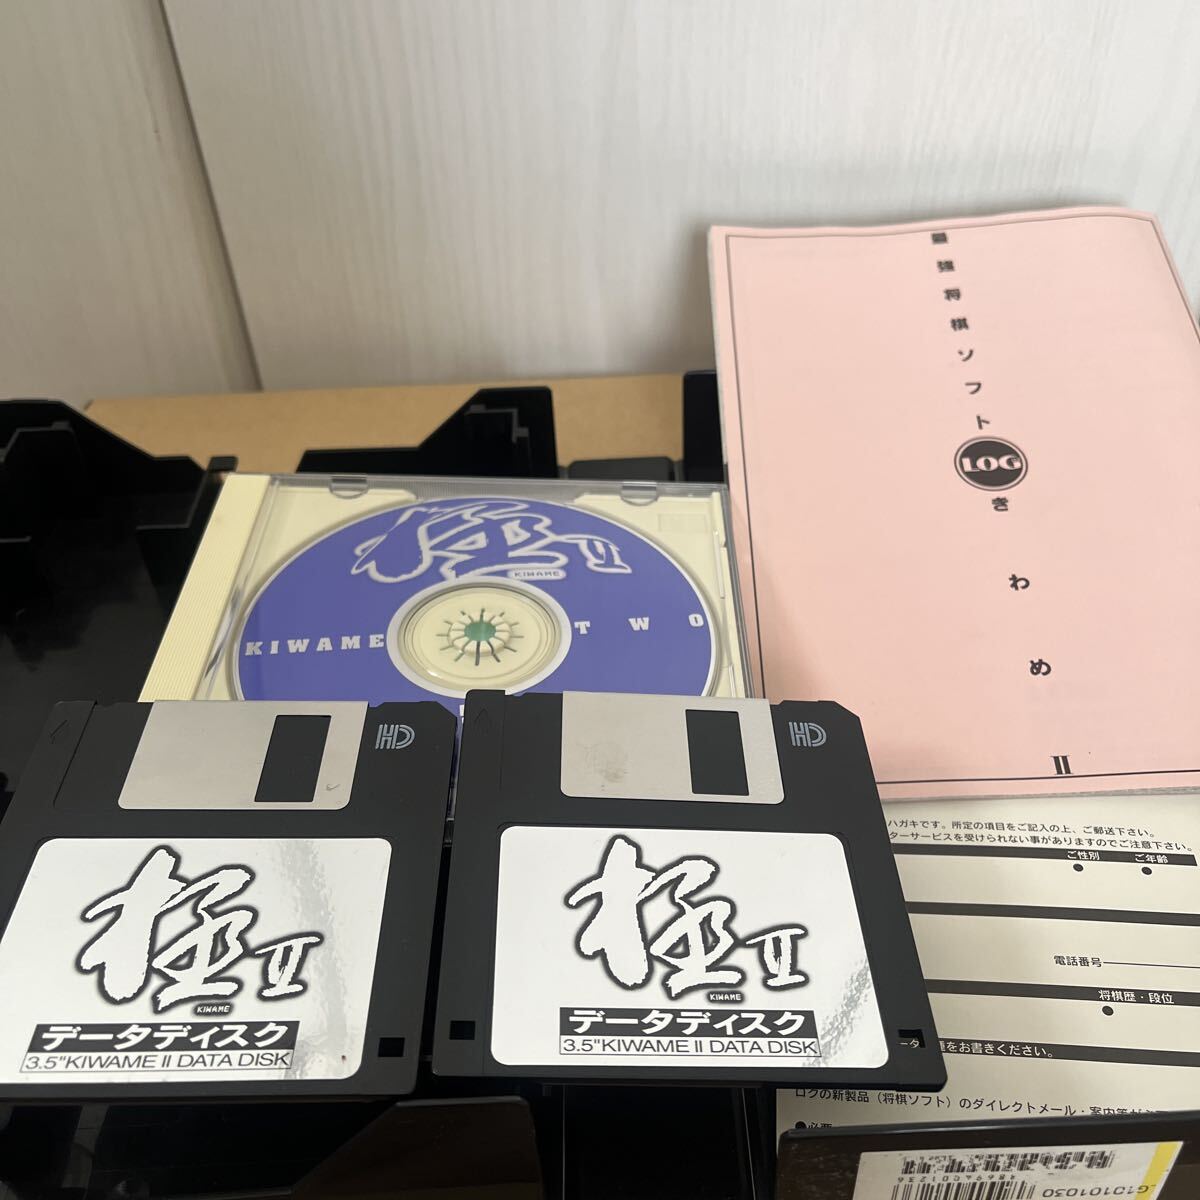 最強将棋ソフト
LOG
きわめ
II
極II
KIWAME
KIWAME TWO
HD
極II
KIWAME
データディスク
3.5"KIWAME II DATA DISK
HD
極II
KIWAME
データディスク
3.5"KIWAME II DATA DISK
ハガキです。所定の項目をご記入の上、ご郵送下さい。
ターサービスを受けられない事がありますのでご注意下さい。
ご性別
ご年齢
電話番号
将棋歴・段位
をお書きください。
ログの新製品（将棋ソフト）のダイレクトメール・案内等が
●必要